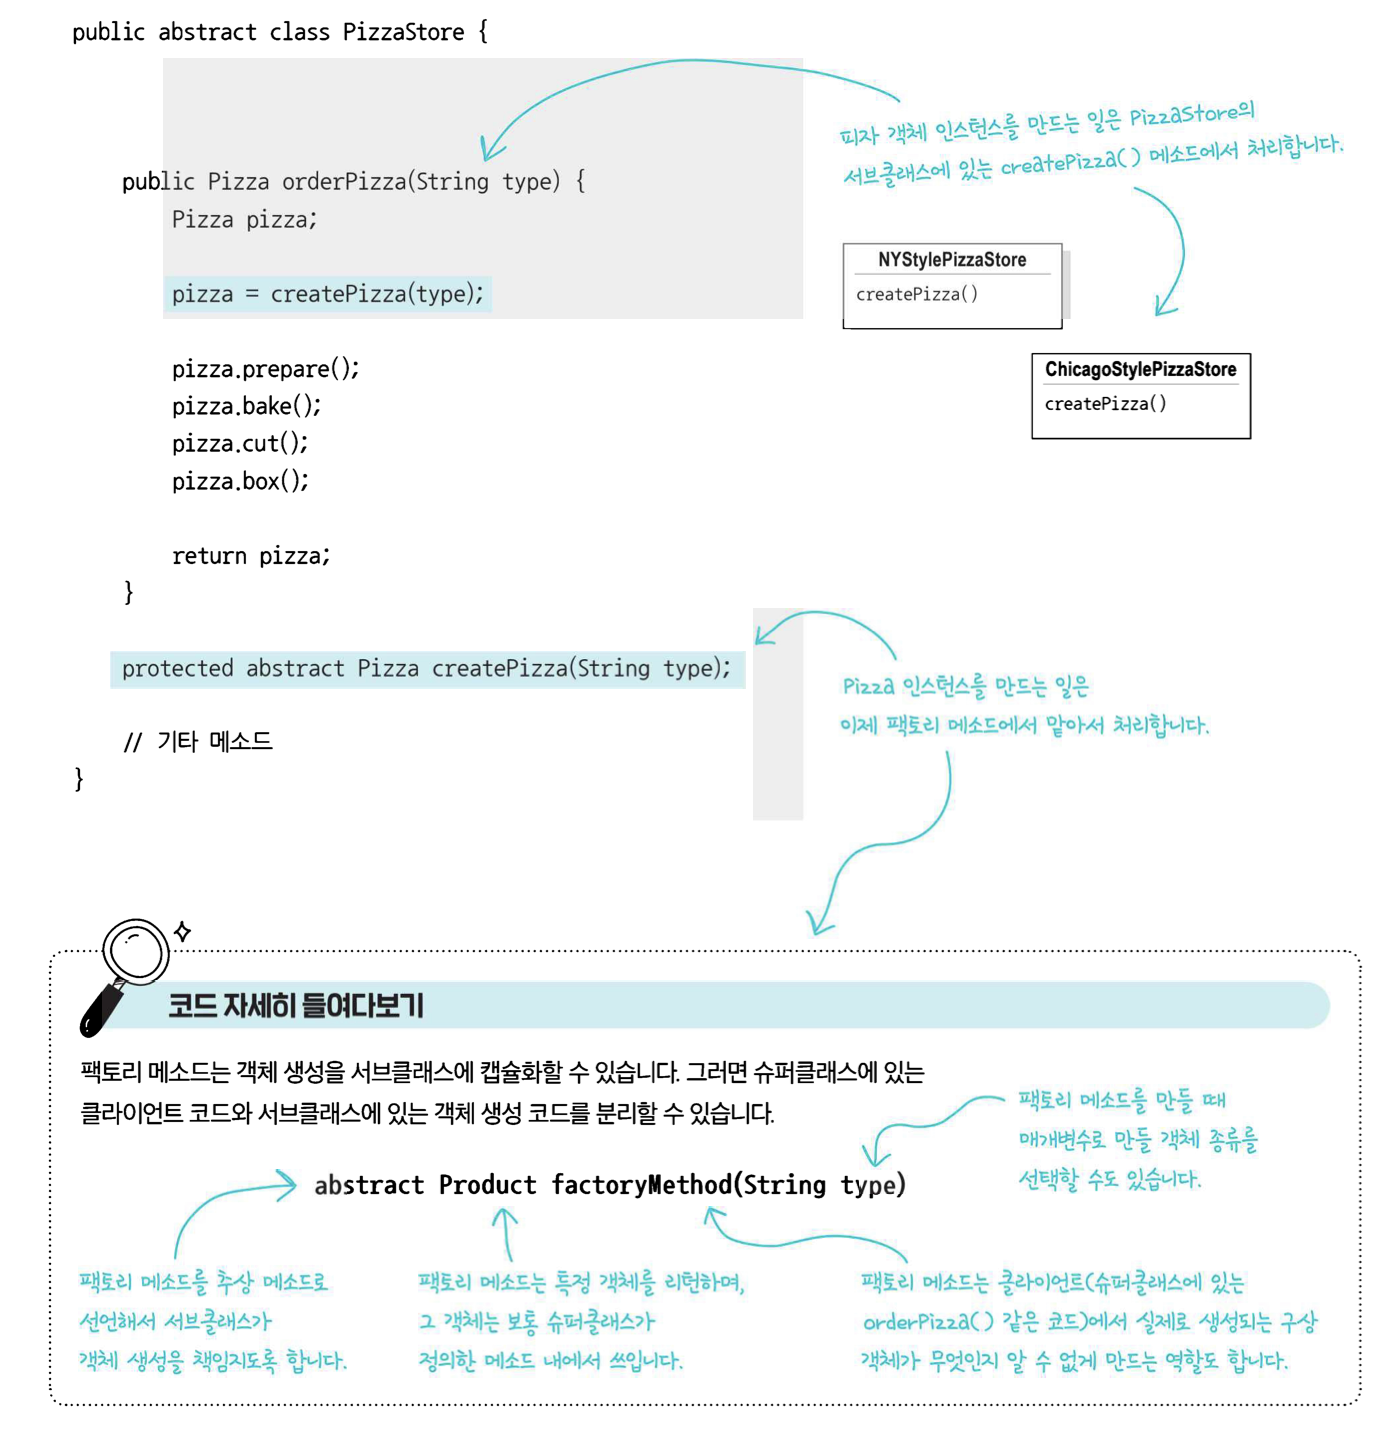 public abstract class PizzaStore {
피자 객체 인스턴스를 만드는 일은 PizzaStore의
서브클래스에 있는 createPizza() 메소드에서 처리합니다.
public Pizza orderPizza(String type) {
Pizza pizza;
pizza = createPizza(type);
NYStylePizzaStore
createPizza()
pizza.prepare();
pizza.bake();
pizza.cut();
pizza.box();
ChicagoStylePizzaStore
createPizza()
return pizza;
}
protected abstract Pizza createPizza(String type);
Pizza 인스턴스를 만드는 일은
이제 팩토리 메소드에서 맡아서 처리합니다.
// 기타 메소드
}
코드 자세히 들여다보기
팩토리 메소드는 객체 생성을 서브클래스에 캡슐화할 수 있습니다. 그러면 슈퍼클래스에 있는
클라이언트 코드와 서브클래스에 있는 객체 생성 코드를 분리할 수 있습니다.
팩토리 메소드를 만들 때
매개변수로 만들 객체 종류를
선택할 수도 있습니다.
abstract Product factoryMethod(String type)
팩토리 메소드를 추상 메소드로
선언해서 서브클래스가
객체 생성을 책임지도록 합니다.
팩토리 메소드는 특정 객체를 리턴하며,
그 객체는 보통 슈퍼클래스가
정의한 메소드 내에서 쓰입니다.
팩토리 메소드는 클라이언트(슈퍼클래스에 있는
orderPizza() 같은 코드)에서 실제로 생성되는 구상
객체가 무엇인지 알 수 없게 만드는 역할도 합니다.